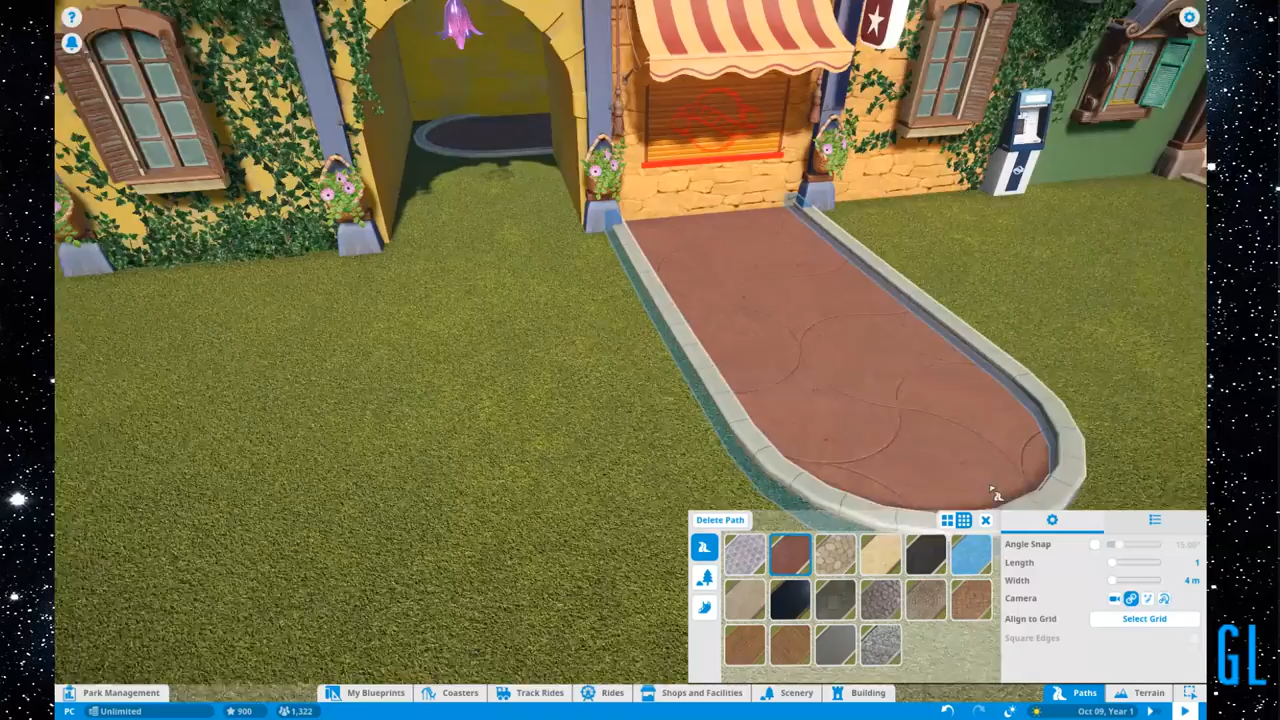 ?
Delete Path
Angle Snap 15.00°
Length 1
Width 4 m
Camera
Align to Grid Select Grid
Square Edges
GL
Park Management My Blueprints Coasters Track Rides Rides Shops and Facilities Scenery Building Paths Terrain
PC Unlimited 900 1,322 Oct 09, Year 1